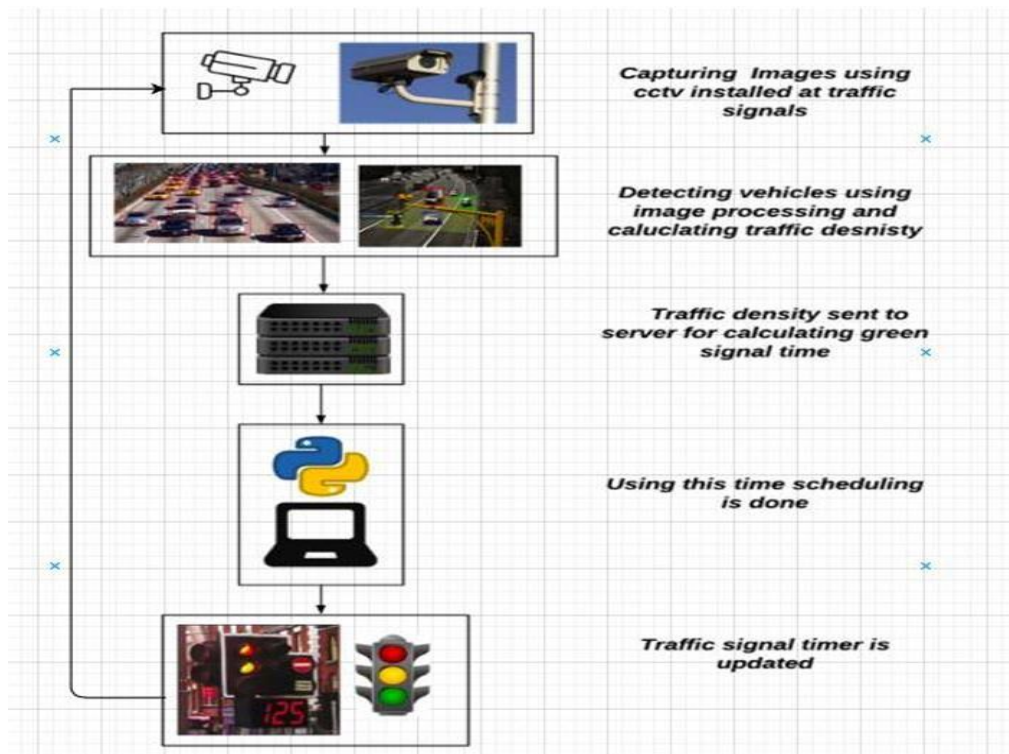 Capturing Images using
cctv installed at traffic
signals
Detecting vehicles using
image processing and
caluclating traffic desnisty
Traffic density sent to
server for calculating green
signal time
Using this time scheduling
is done
125
Traffic signal timer is
updated